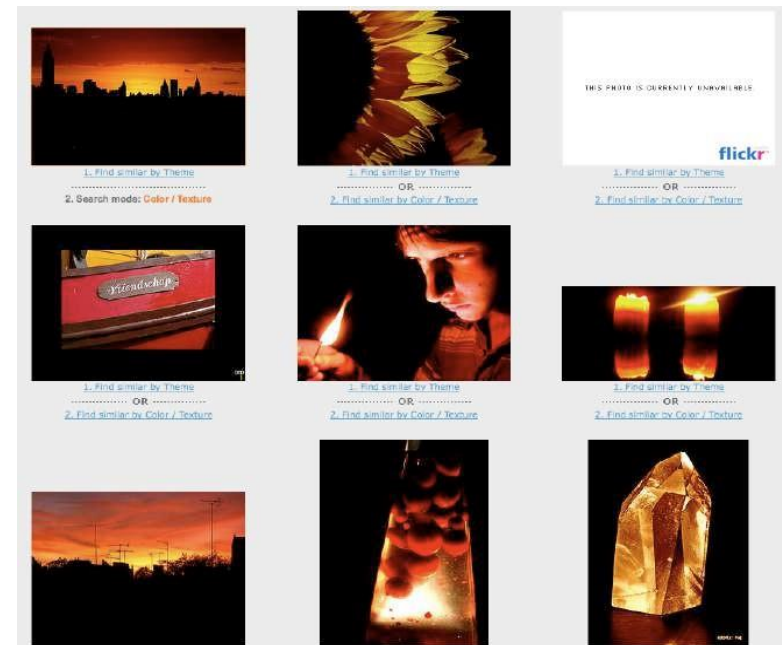 THIS PHOTO IS CURRENTLY UNAVAILABLE
flickr
1. Find similar by Theme
2. Search mode: Color / Texture
1. Find similar by Theme
OR
2. Find similar by Color / Texture
1. Find similar by Theme
OR
2. Find similar by Color / Texture
Vriendschap
1. Find similar by Theme
OR
2. Find similar by Color / Texture
1. Find similar by Theme
OR
2. Find similar by Color / Texture
1. Find similar by Theme
OR
2. Find similar by Color / Texture